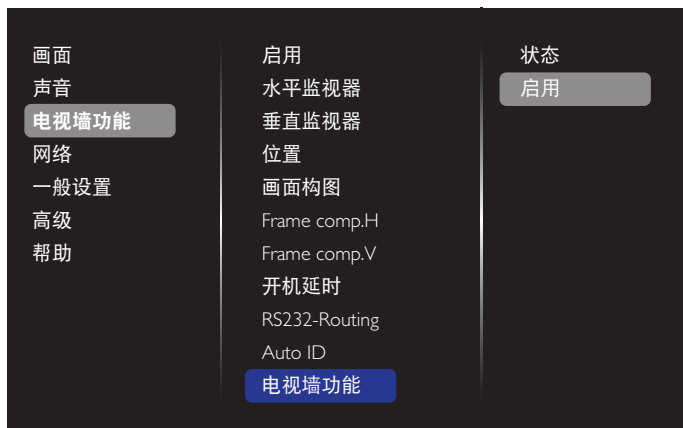 画面
声音
电视墙功能
网络
一般设置
高级
帮助
启用
水平监视器
垂直监视器
位置
画面构图
Frame comp.H
Frame comp.V
开机延时
RS232-Routing
Auto ID
电视墙功能
状态
启用